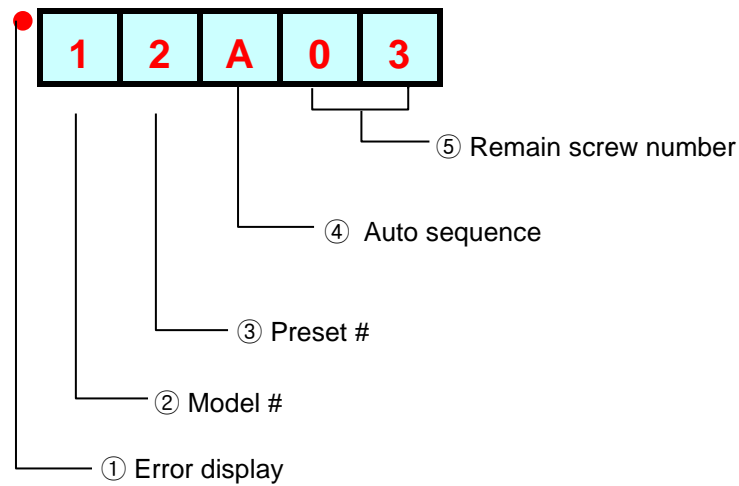 1 2 A 0 3
⑤ Remain screw number
④ Auto sequence
③ Preset #
② Model #
① Error display